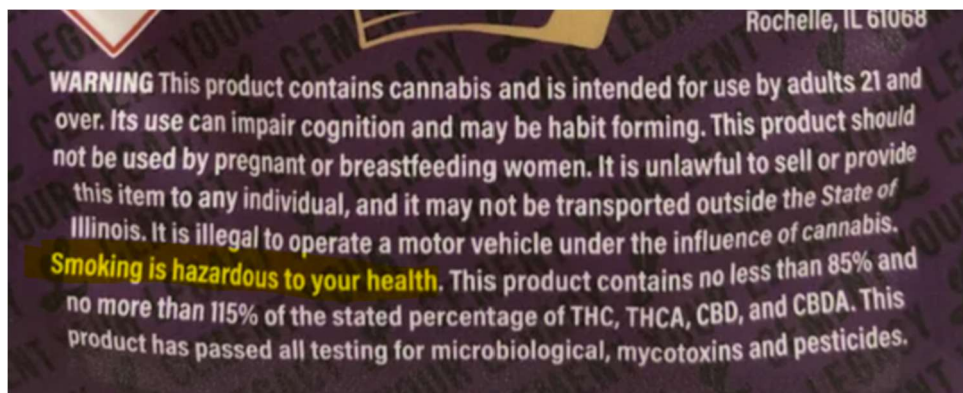 Rochelle, IL 61068
WARNING This product contains cannabis and is intended for use by adults 21 and
over. Its use can impair cognition and may be habit forming. This product should
not be used by pregnant or breastfeeding women. It is unlawful to sell or provide
this item to any individual, and it may not be transported outside the State of
Illinois. It is illegal to operate a motor vehicle under the influence of cannabis.
Smoking is hazardous to your health. This product contains no less than 85% and
no more than 115% of the stated percentage of THC, THCA, CBD, and CBDA. This
product has passed all testing for microbiological, mycotoxins and pesticides.